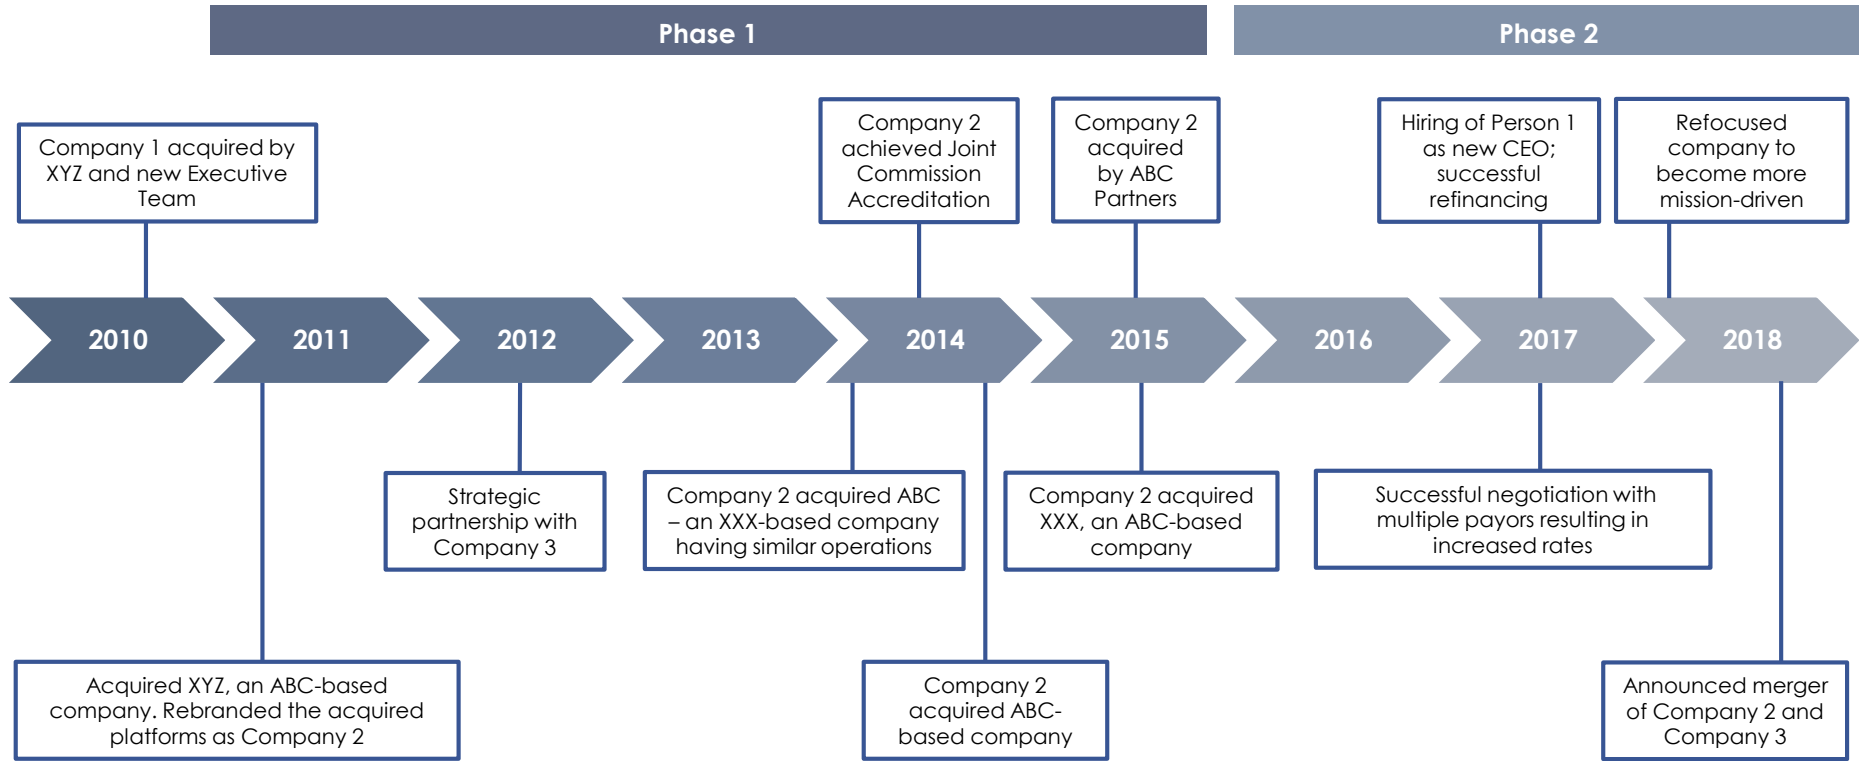 Phase 1
Phase 2
Company 1 acquired by
XYZ and new Executive
Team
Company 2
achieved Joint
Commission
Accreditation
Company 2
acquired
by ABC
Partners
Hiring of Person 1
as new CEO;
successful
refinancing
Refocused
company to
become more
mission-driven
2010
2011
2012
2013
2014
2015
2016
2017
2018
Strategic
partnership with
Company 3
Company 2 acquired ABC
– an XXX-based company
having similar operations
Company 2 acquired
XXX, an ABC-based
company
Successful negotiation with
multiple payors resulting in
increased rates
Acquired XYZ, an ABC-based
company. Rebranded the acquired
platforms as Company 2
Company 2
acquired ABC-
based company
Announced merger
of Company 2 and
Company 3